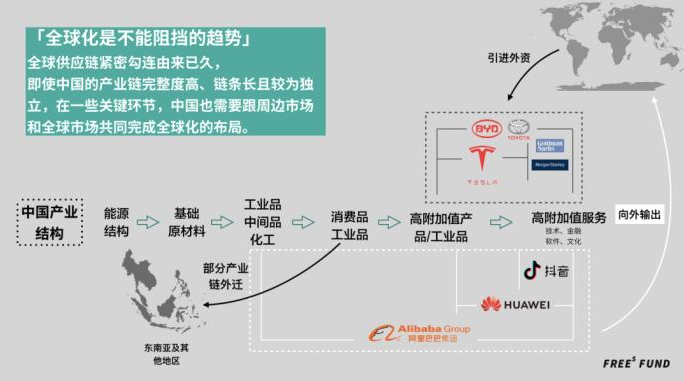 「全球化是不能阻挡的趋势」
全球供应链紧密勾连由来已久，
即使中国的产业链完整度高、链条长且较为独
立，在一些关键环节，中国也需要跟周边市场
和全球市场共同完成全球化的布局。
引进外资
BYD
TOYOTA
Goldman
Sachs
TESLA
Morgan Stanley
中国产业
结构
能源
结构
基础
原材料
工业品
中间品
化工
消费品
工业品
高附加值产
品/工业品
高附加值服务
技术、金融
软件、文化
向外输出
部分产业
链外迁
东南亚及其
他地区
抖音
HUAWEI
Alibaba Group
阿里巴巴集团
FREES FUND